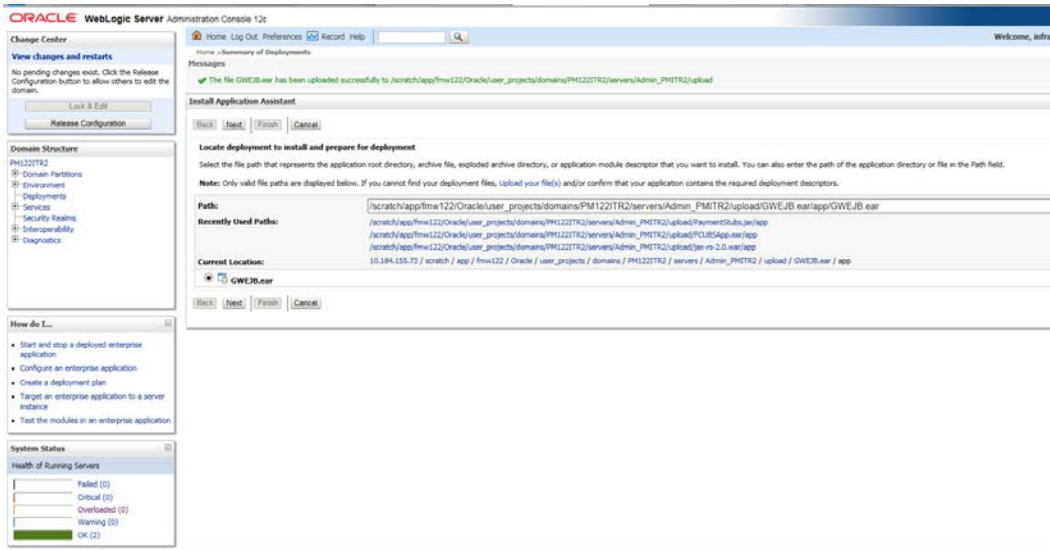 ORACLE WebLogic Server Administration Console 12c
Change Center
View changes and restarts
No pending changes exist. Click the Release
Configuration button to allow others to edit the
domain.
Lock & Edit
Release Configuration
Domain Structure
PM122ITR2
Domain Partitions
Environment
Deployments
Services
Security Realms
Interoperability
Diagnostics
How do I...
Start and stop a deployed enterprise
application
Configure an enterprise application
Create a deployment plan
Target an enterprise application to a server
instance
Test the modules in an enterprise application
System Status
Health of Running Servers
Failed (0)
Critical (0)
Overloaded (0)
Warning (0)
OK (2)
Home Log Out Preferences Record Help
Welcome, infra
Home >Summary of Deployments
Messages
The file GWEJB.ear has been uploaded successfully to /scratch/app/fmw122/Oracle/user_projects/domains/PM122ITR2/servers/Admin_PMITR2/upload
Install Application Assistant
Back Next Finish Cancel
Locate deployment to install and prepare for deployment
Select the file path that represents the application root directory, archive file, exploded archive directory, or application module descriptor that you want to install. You can also enter the path of the application directory or file in the Path field.
Note: Only valid file paths are displayed below. If you cannot find your deployment files, Upload your file(s) and/or confirm that your application contains the required deployment descriptors.
Path: /scratch/app/fmw122/Oracle/user_projects/domains/PM122ITR2/servers/Admin_PMITR2/upload/GWEJB.ear/app/GWEJB.ear
Recently Used Paths: /scratch/app/fmw122/Oracle/user_projects/domains/PM122ITR2/servers/Admin_PMITR2/upload/PaymentStubs.jar/app
/scratch/app/fmw122/Oracle/user_projects/domains/PM122ITR2/servers/Admin_PMITR2/upload/FCUBSApp.ear/app
/scratch/app/fmw122/Oracle/user_projects/domains/PM122ITR2/servers/Admin_PMITR2/upload/jax-rs-2.0.war/app
Current Location: 10.184.155.73 / scratch / app / fmw122 / Oracle / user_projects / domains / PM122ITR2 / servers / Admin_PMITR2 / upload / GWEJB.ear / app
GWEJB.ear
Back Next Finish Cancel